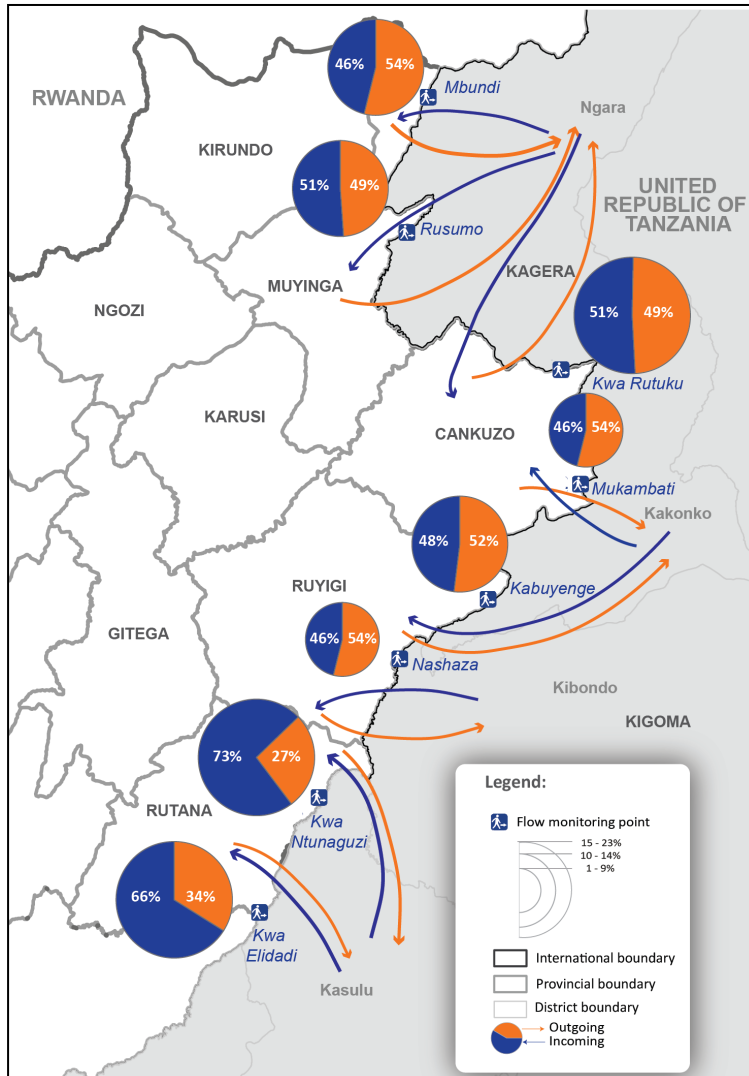 46%
54%
Mbundi
RWANDA
Ngara
KIRUNDO
51%
49%
UNITED
REPUBLIC OF
TANZANIA
Rusumo
KAGERA
MUYINGA
NGOZI
51%
49%
Kwa Rutuku
KARUSI
CANKUZO
46%
54%
Mukambati
Kakonko
48%
52%
RUYIGI
Kabuyenge
GITEGA
46%
54%
Nashaza
Kibondo
KIGOMA
73%
27%
RUTANA
Kwa
Ntunaguzi
66%
34%
Kwa
Elidadi
Kasulu
Legend:
Flow monitoring point
15 - 23%
10 - 14%
1 - 9%
International boundary
Provincial boundary
District boundary
Outgoing
Incoming